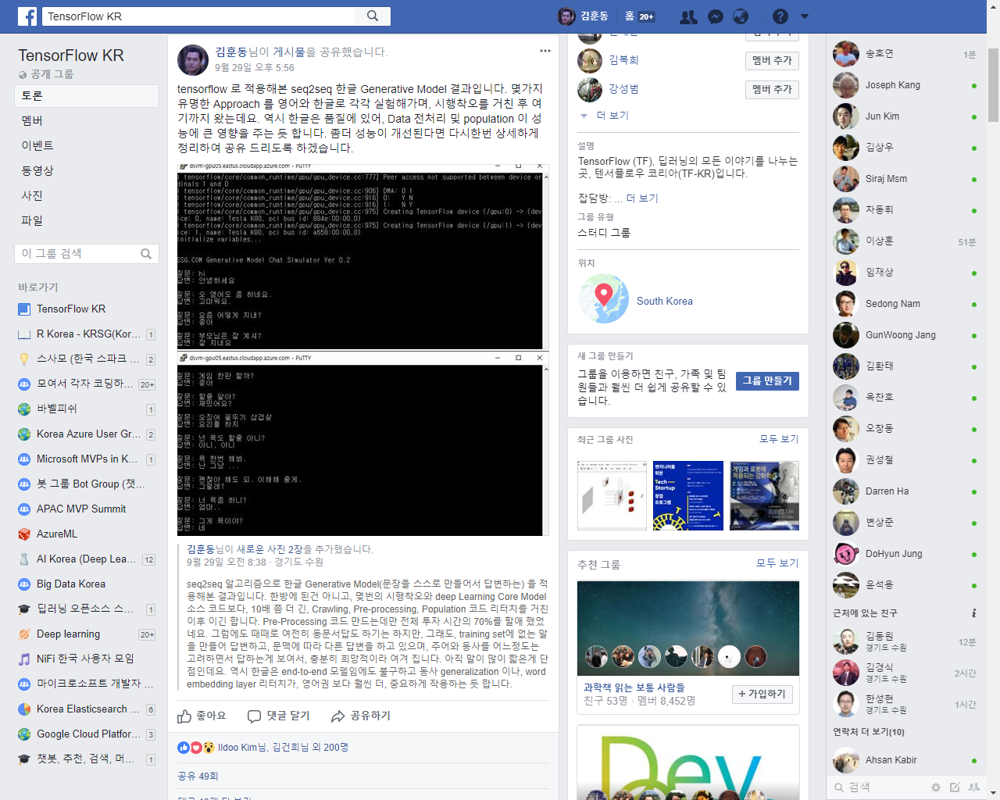 TensorFlow KR
김훈동
홈 20+
TensorFlow KR
공개 그룹
토론
멤버
이벤트
동영상
사진
파일
이 그룹 검색
바로가기
TensorFlow KR
R Korea - KRSG(Kor... 1
스사모 (한국 스파크 ... 2
모여서 각자 코딩하... 20+
바벨피쉬 1
Korea Azure User Gr... 2
Microsoft MVPs in K... 1
봇 그룹 Bot Group (챗...
APAC MVP Summit
AzureML
AI Korea (Deep Lea... 12
Big Data Korea
딥러닝 오픈소스 스... 1
Deep learning 20+
NiFi 한국 사용자 모임
마이크로소프트 개발자 ...
Korea Elasticsearch ... 6
Google Cloud Platfor... 3
챗봇, 추천, 검색, 머... 1
김훈동님이 게시물을 공유했습니다.
9월 29일 오후 5:56
tensorflow 로 적용해본 seq2seq 한글 Generative Model 결과입니다. 몇가지
유명한 Approach 를 영어와 한글로 각각 실험해가며, 시행착오를 거친 후 여
기까지 왔는데요. 역시 한글은 품질에 있어, Data 전처리 및 population 이 성
능에 큰 영향을 주는 듯 합니다. 좀더 성능이 개선된다면 다시한번 상세하게
정리하여 공유 드리도록 하겠습니다.
dsvm-gpu05.eastus.cloudapp.azure.com - PuTTY
I tensorflow/core/common_runtime/gpu/gpu_device.cc:777] Peer access not supported between device or
dinals 1 and 0
I tensorflow/core/common_runtime/gpu/gpu_device.cc:906] DMA: 0 1
I tensorflow/core/common_runtime/gpu/gpu_device.cc:916] 0: Y N
I tensorflow/core/common_runtime/gpu/gpu_device.cc:916] 1: N Y
I tensorflow/core/common_runtime/gpu/gpu_device.cc:975] Creating TensorFlow device (/gpu:0) -> (dev
ice: 0, name: Tesla K80, pci bus id: 884e:00:00.0)
I tensorflow/core/common_runtime/gpu/gpu_device.cc:975] Creating TensorFlow device (/gpu:1) -> (dev
ice: 1, name: Tesla K80, pci bus id: a658:00:00.0)
Initialize variables...
SSG.COM Generative Model Chat Simulator Ver 0.2
질문: hi
답변: 안녕하세요
질문: 오 영어도 좀 하네요.
답변: 고마워요.
질문: 요즘 어떻게 지내?
답변: 좋아
질문: 부모님은 잘 계셔?
답변: 잘 지내요
dsvm-gpu05.eastus.cloudapp.azure.com - PuTTY
질문: 게임 한판 할까?
답변: 좋아
질문: 할줄 알아?
답변: 재밌어요?
질문: 오징어 꼴뚜기 삼겹살
답변: 요리를 하지
질문: 넌 욕도 할줄 아니?
답변: 아니, 아니
질문: 욕 한번 해봐.
답변: 난 그냥 ...
질문: 괜찮아 해도 되. 이해해 줄게.
답변: 그럴래?
질문: 너 욕좀 하니?
답변: 엄마..
질문: 그게 욕이야?
답변: 네
김훈동님이 새로운 사진 2장을 추가했습니다.
9월 29일 오전 8:38 · 경기도 수원
seq2seq 알고리즘으로 한글 Generative Model(문장을 스스로 만들어서 답변하는) 을 적
용해본 결과입니다. 한방에 된건 아니고, 몇번의 시행착오와 deep Learning Core Model
소스 코드보다, 10배 쯤 더 긴, Crawling, Pre-processing, Population 코드 리터치를 거친
이후 이긴 합니다. Pre-Processing 코드 만드는데만 전체 투자 시간의 70%를 할애 했었
네요. 그럼에도 때때로 여전히 동문서답도 하기는 하지만, 그래도, training set에 없는 말
을 만들어 답변하고, 문맥에 따라 다른 답변을 하고 있으며, 주어와 동사를 어느정도는
고려하면서 답하는게 보여서, 충분히 희망적이라 여겨 집니다. 아직 말이 많이 짧은게 단
점인데요. 역시 한글은 end-to-end 모델임에도 불구하고 동사 generalization 이나, word
embedding layer 리터치가, 영어권 보다 훨씬 더, 중요하게 작용하는 듯 합니다.
좋아요 댓글 달기 공유하기
Ildoo Kim님, 김건희님 외 200명
공유 49회
김복희 멤버 추가
강성범 멤버 추가
더 보기
설명
TensorFlow (TF), 딥러닝의 모든 이야기를 나누는
곳, 텐서플로우 코리아(TF-KR)입니다.
잡담방: ... 더 보기
그룹 유형
스터디 그룹
위치
South Korea
새 그룹 만들기
그룹을 이용하면 친구, 가족 및 팀
원들과 훨씬 더 쉽게 공유할 수 있
습니다.
그룹 만들기
최근 그룹 사진 모두 보기
엔지니어를
위한
Tech
Startup
창업
프로그램
게임과 로봇에
적용되는 강화학습
추천 그룹 모두 보기
과학책 읽는 보통 사람들
친구 53명 · 멤버 8,452명
+ 가입하기
Dev
송호연 1분
Joseph Kang
Jun Kim
김상우
Siraj Msm
차동휘
이상훈 51분
임재상
Sedong Nam
GunWoong Jang
김환태
옥찬호
오창동
권성철
Darren Ha
변상준
DoHyun Jung
윤석용
근처에 있는 친구
김동원 12분
경기도 수원
김경식 2시간
경기도 수원
한성현 1시간
경기도 수원
연락처 더 보기(10)
Ahsan Kabir
검색